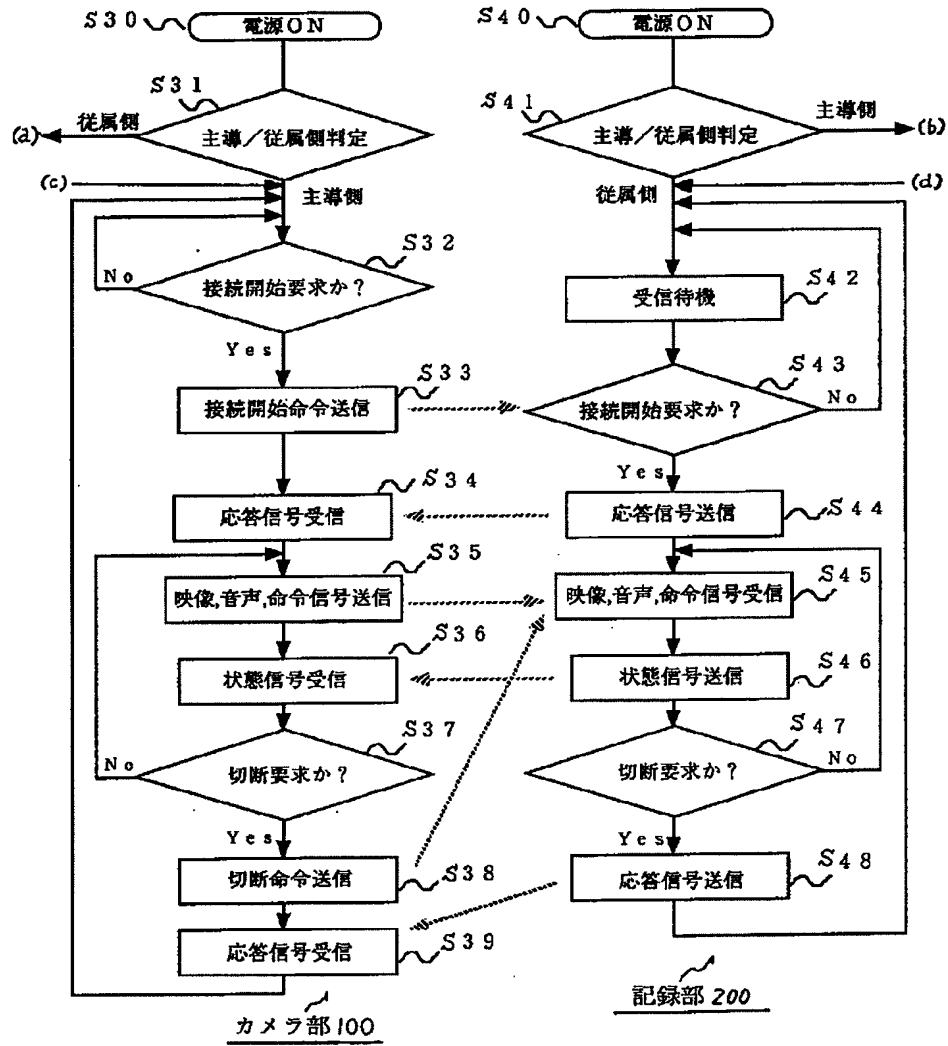 S30
電源ON
S31
従属側
(a)
主導/従属側判定
(c)
主導側
S32
No
接続開始要求か?
Yes
S33
接続開始命令送信
S34
応答信号受信
S35
映像,音声,命令信号送信
S36
状態信号受信
S37
No
切断要求か?
Yes
切断命令送信
S38
応答信号受信
S39
カメラ部100
S40
電源ON
S41
主導側
(b)
主導/従属側判定
(d)
従属側
S42
受信待機
S43
No
接続開始要求か?
Yes
応答信号送信
S44
S45
映像,音声,命令信号受信
状態信号送信
S46
S47
切断要求か?
No
Yes
応答信号送信
S48
記録部200